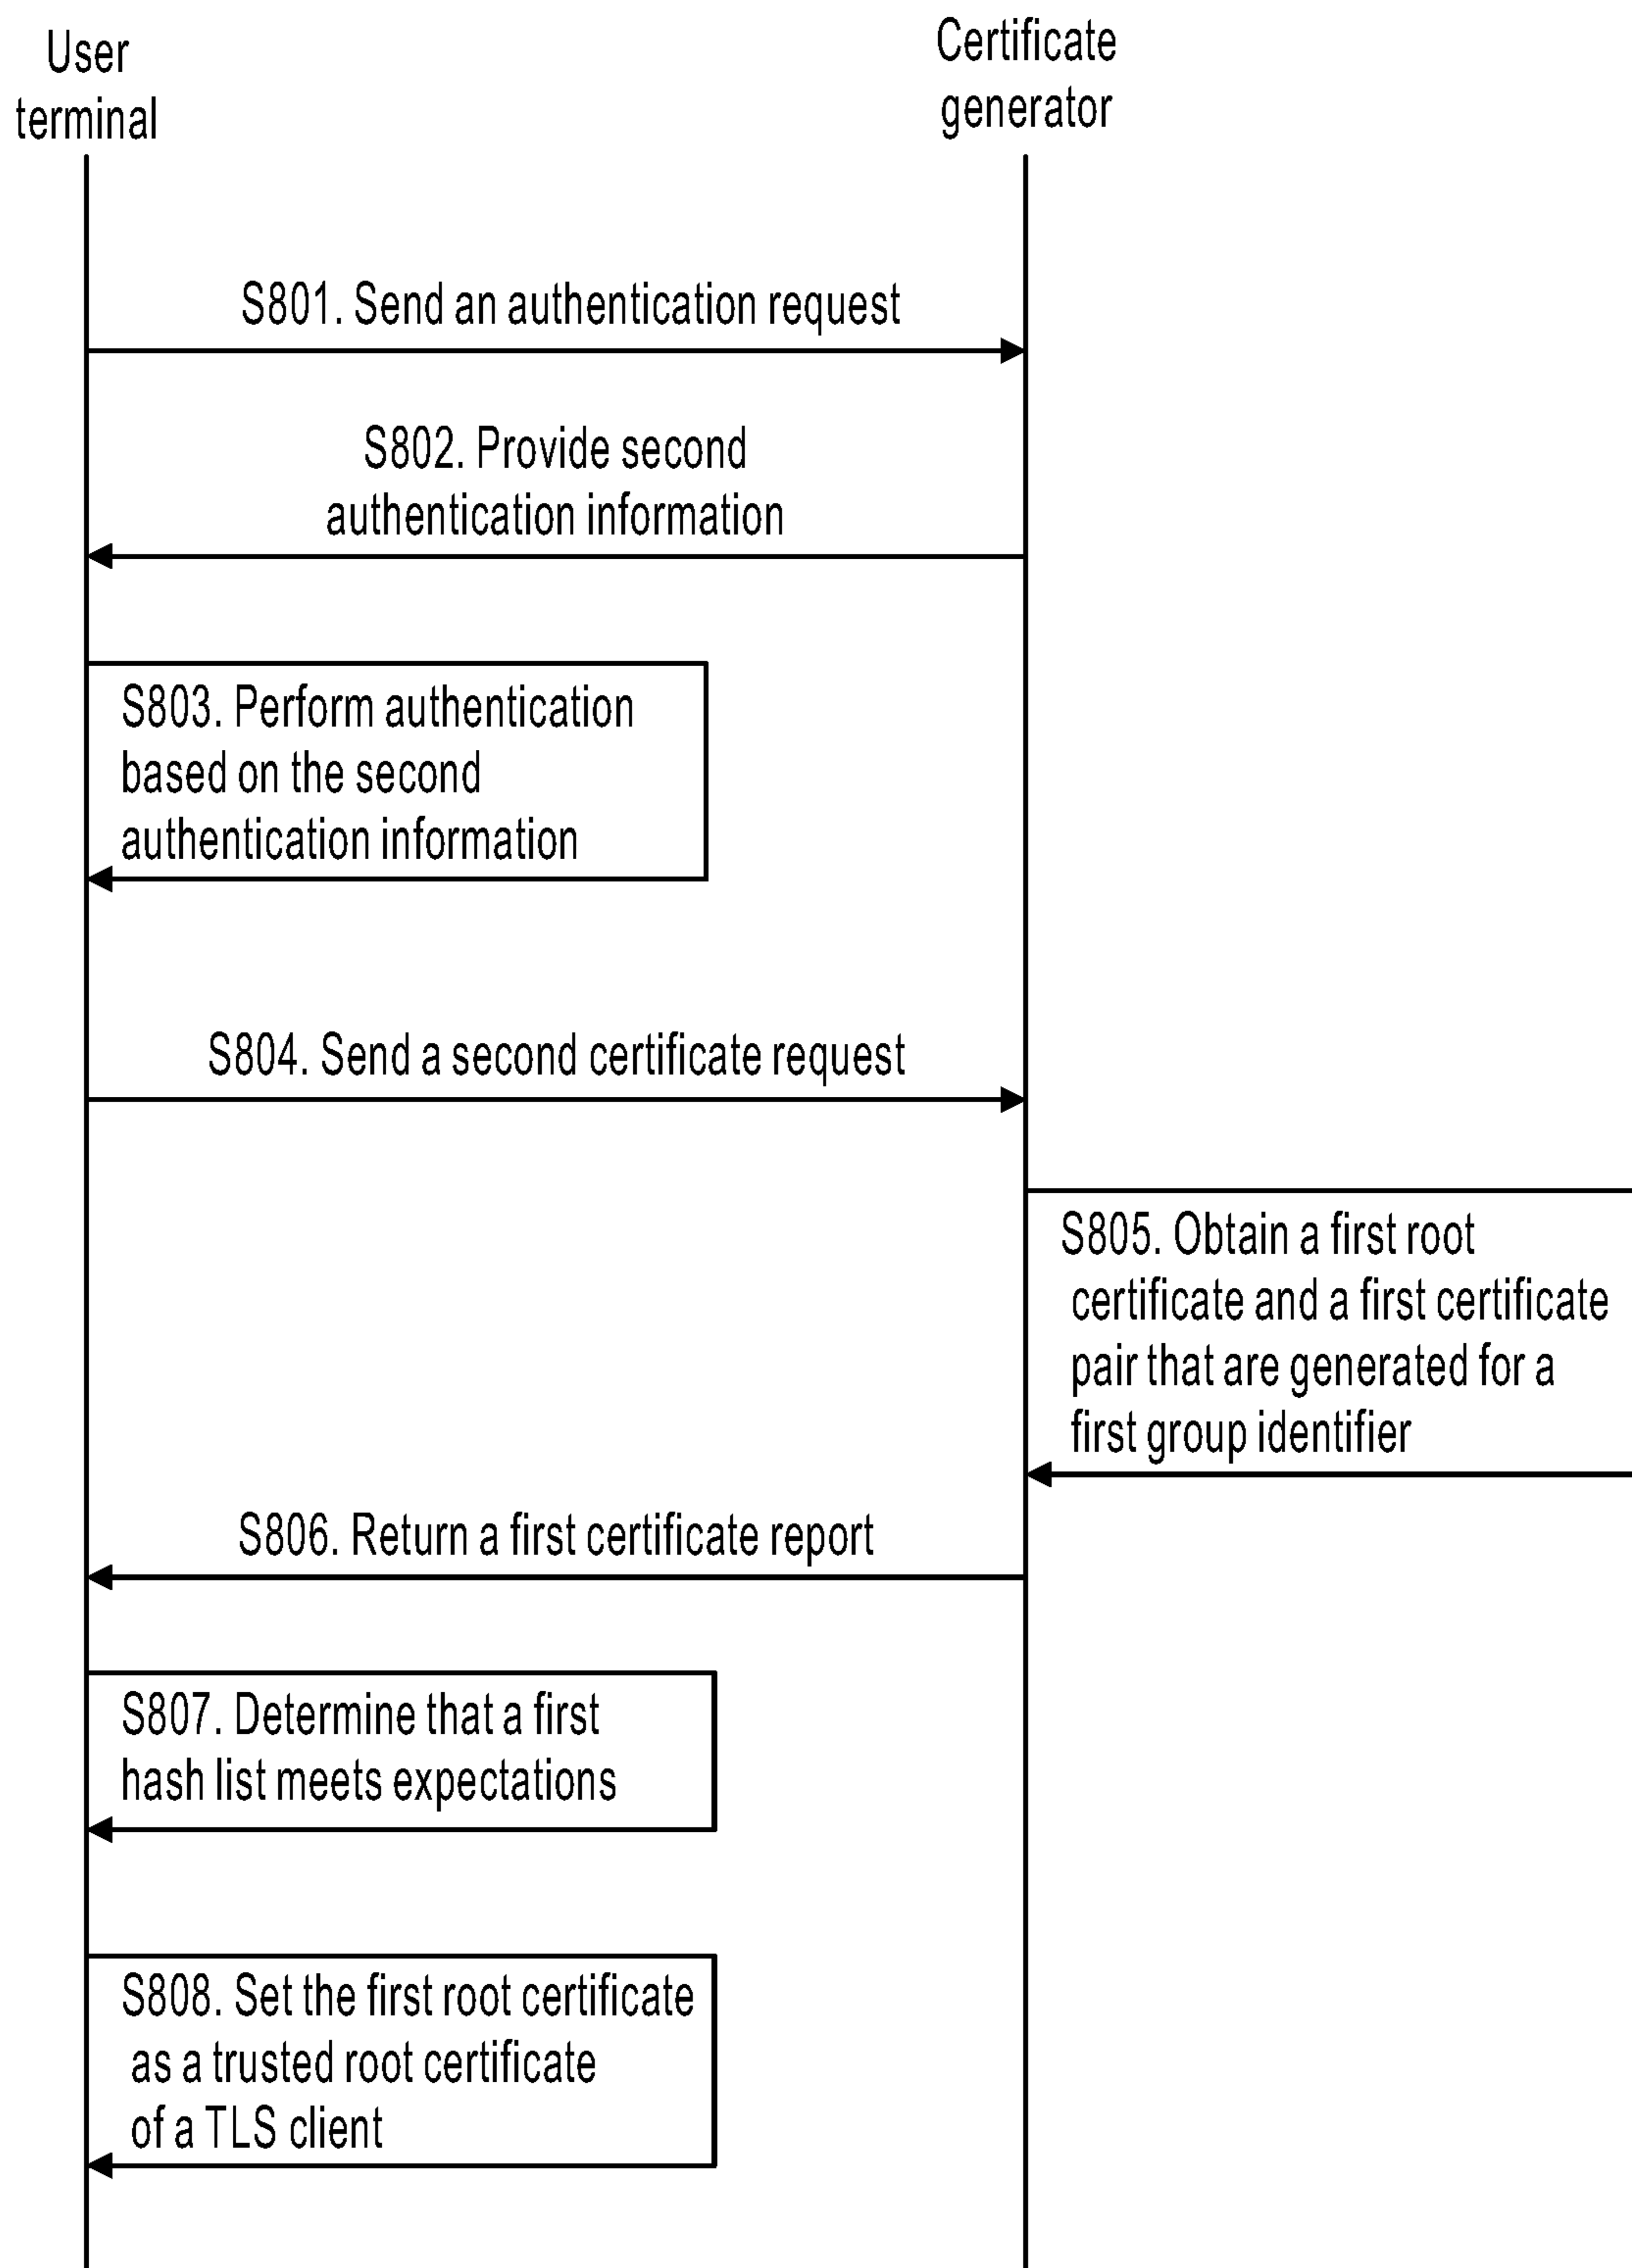 User
terminal
Certificate
generator
S801. Send an authentication request
S802. Provide second
authentication information
S803. Perform authentication
based on the second
authentication information
S804. Send a second certificate request
S805. Obtain a first root
certificate and a first certificate
pair that are generated for a
first group identifier
S806. Return a first certificate report
S807. Determine that a first
hash list meets expectations
S808. Set the first root certificate
as a trusted root certificate
of a TLS client